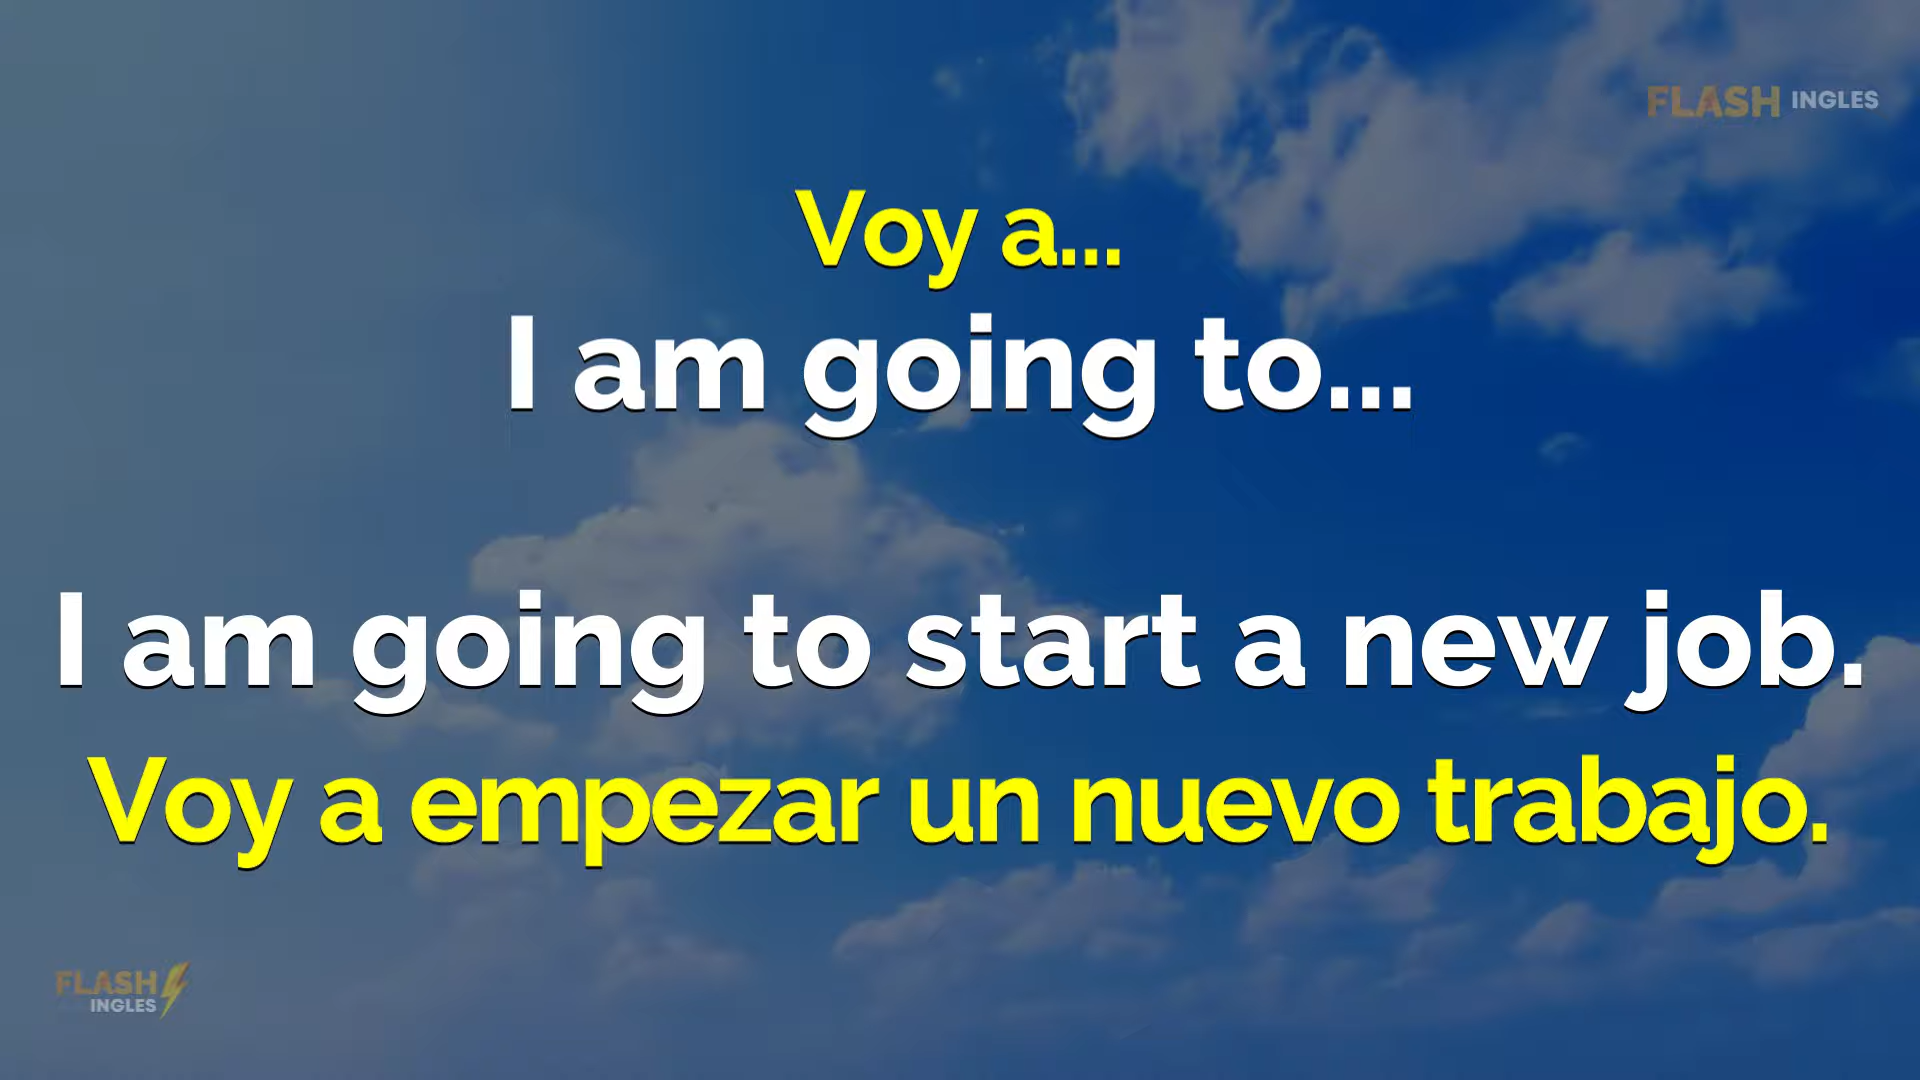 FLASH INGLES
Voy a...
I am going to...
I am going to start a new job.
Voy a empezar un nuevo trabajo.
FLASH
INGLES